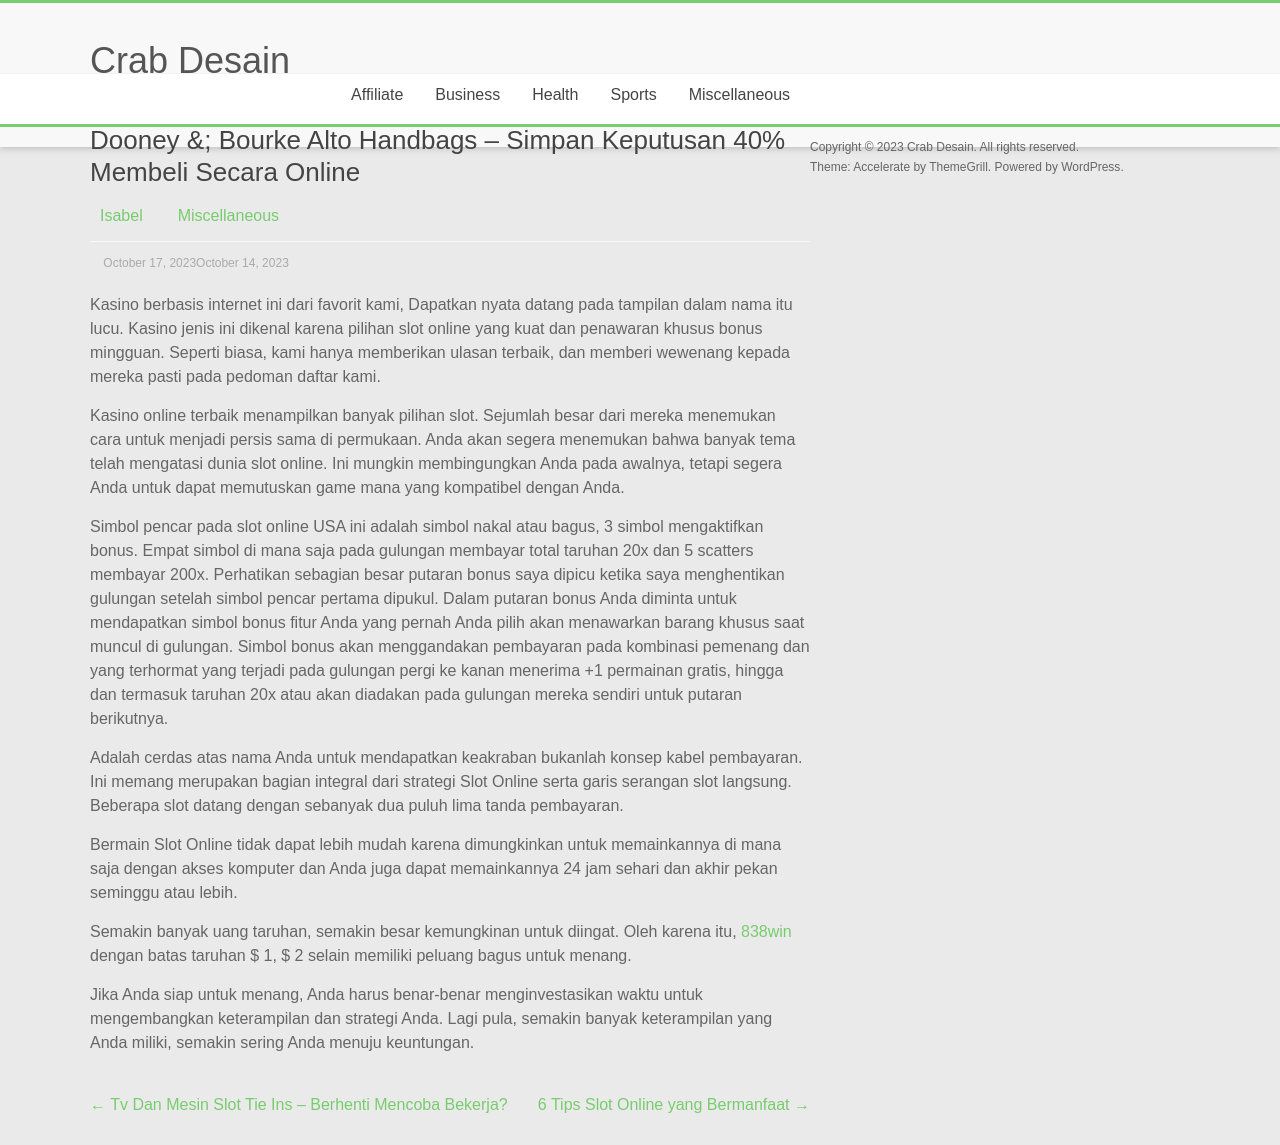 Crab Desain
Affiliate Business Health Sports Miscellaneous
Dooney &; Bourke Alto Handbags – Simpan Keputusan 40%
Membeli Secara Online
Isabel Miscellaneous
October 17, 2023October 14, 2023
Kasino berbasis internet ini dari favorit kami, Dapatkan nyata datang pada tampilan dalam nama itu
lucu. Kasino jenis ini dikenal karena pilihan slot online yang kuat dan penawaran khusus bonus
mingguan. Seperti biasa, kami hanya memberikan ulasan terbaik, dan memberi wewenang kepada
mereka pasti pada pedoman daftar kami.
Kasino online terbaik menampilkan banyak pilihan slot. Sejumlah besar dari mereka menemukan
cara untuk menjadi persis sama di permukaan. Anda akan segera menemukan bahwa banyak tema
telah mengatasi dunia slot online. Ini mungkin membingungkan Anda pada awalnya, tetapi segera
Anda untuk dapat memutuskan game mana yang kompatibel dengan Anda.
Simbol pencar pada slot online USA ini adalah simbol nakal atau bagus, 3 simbol mengaktifkan
bonus. Empat simbol di mana saja pada gulungan membayar total taruhan 20x dan 5 scatters
membayar 200x. Perhatikan sebagian besar putaran bonus saya dipicu ketika saya menghentikan
gulungan setelah simbol pencar pertama dipukul. Dalam putaran bonus Anda diminta untuk
mendapatkan simbol bonus fitur Anda yang pernah Anda pilih akan menawarkan barang khusus saat
muncul di gulungan. Simbol bonus akan menggandakan pembayaran pada kombinasi pemenang dan
yang terhormat yang terjadi pada gulungan pergi ke kanan menerima +1 permainan gratis, hingga
dan termasuk taruhan 20x atau akan diadakan pada gulungan mereka sendiri untuk putaran
berikutnya.
Adalah cerdas atas nama Anda untuk mendapatkan keakraban bukanlah konsep kabel pembayaran.
Ini memang merupakan bagian integral dari strategi Slot Online serta garis serangan slot langsung.
Beberapa slot datang dengan sebanyak dua puluh lima tanda pembayaran.
Bermain Slot Online tidak dapat lebih mudah karena dimungkinkan untuk memainkannya di mana
saja dengan akses komputer dan Anda juga dapat memainkannya 24 jam sehari dan akhir pekan
seminggu atau lebih.
Semakin banyak uang taruhan, semakin besar kemungkinan untuk diingat. Oleh karena itu, 838win
dengan batas taruhan $ 1, $ 2 selain memiliki peluang bagus untuk menang.
Jika Anda siap untuk menang, Anda harus benar-benar menginvestasikan waktu untuk
mengembangkan keterampilan dan strategi Anda. Lagi pula, semakin banyak keterampilan yang
Anda miliki, semakin sering Anda menuju keuntungan.
← Tv Dan Mesin Slot Tie Ins – Berhenti Mencoba Bekerja? 6 Tips Slot Online yang Bermanfaat →
Copyright © 2023 Crab Desain. All rights reserved.
Theme: Accelerate by ThemeGrill. Powered by WordPress.